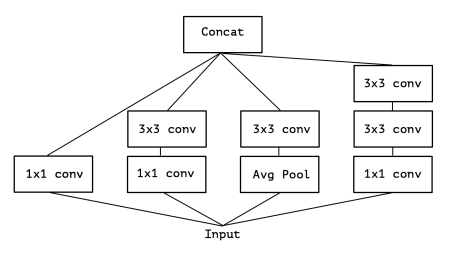 Concat
3x3 conv
3x3 conv 3x3 conv 3x3 conv
1x1 conv 1x1 conv Avg Pool 1x1 conv
Input